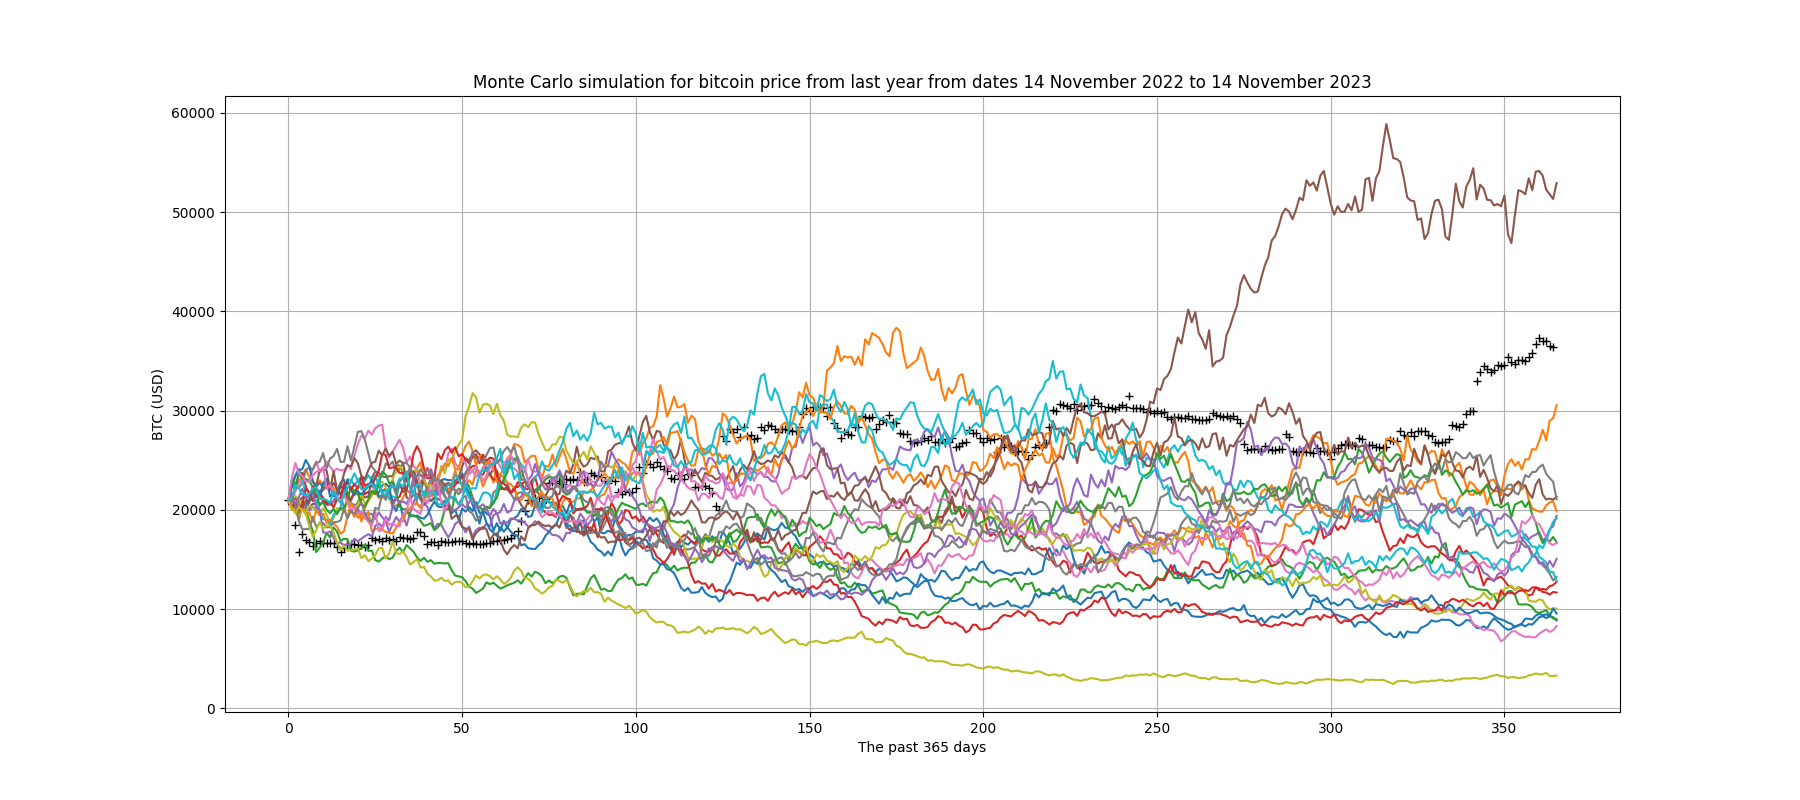 Monte Carlo simulation for bitcoin price from last year from dates 14 November 2022 to 14 November 2023
60000
50000
40000
30000
20000
10000
0
BTC (USD)
0 50 100 150 200 250 300 350
The past 365 days